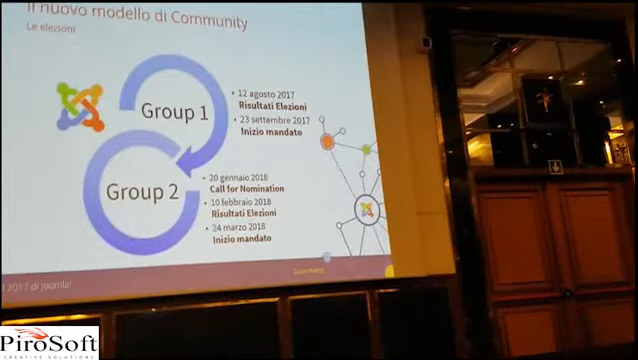 Il nuovo modello di Community
Le elezioni
Group 1
• 12 agosto 2017
Risultati Elezioni
• 23 settembre 2017
Inizio mandato
Group 2
• 20 gennaio 2018
Call for Nomination
• 10 febbraio 2018
Risultati Elezioni
• 24 marzo 2018
Inizio mandato
2017 di Joomla!
PiroSoft
CREATIVE SOLUTIONS